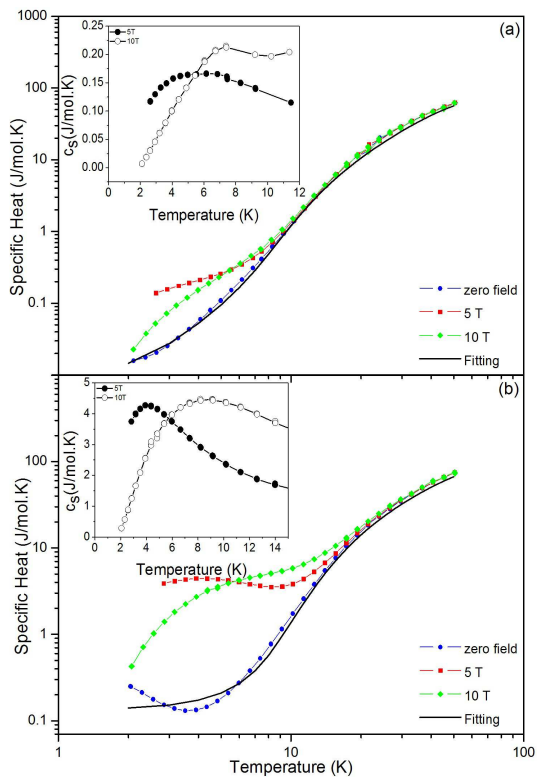 (a)
1000
100
10
1
0.1
Specific Heat (J/mol.K)
zero field
5 T
10 T
Fitting
5T
10T
0.25
0.20
0.15
0.10
0.05
0.00
cs(J/mol.K)
0 2 4 6 8 10 12
Temperature (K)
(b)
100
10
1
0.1
Specific Heat (J/mol.K)
zero field
5 T
10 T
Fitting
5T
10T
5
4
3
2
1
0
cs(J/mol.K)
0 2 4 6 8 10 12 14
Temperature (K)
1 10 100
Temperature (K)